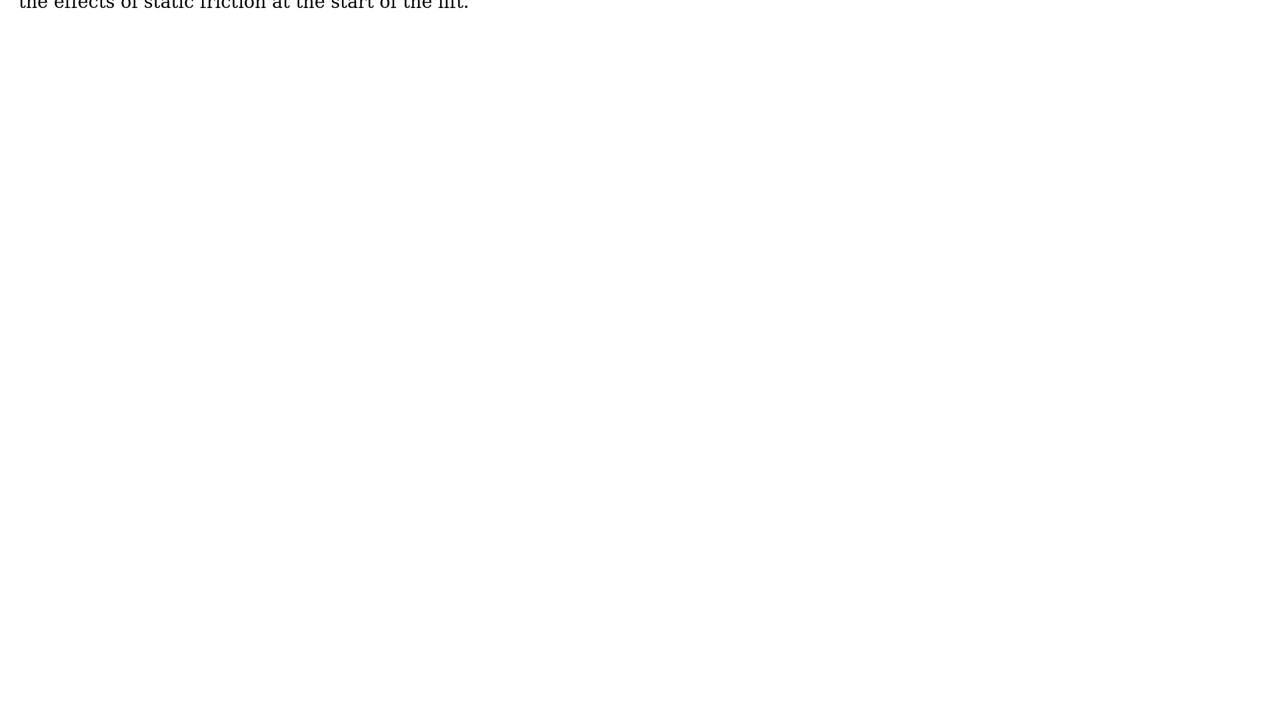 the effects of static friction at the start of the lift.